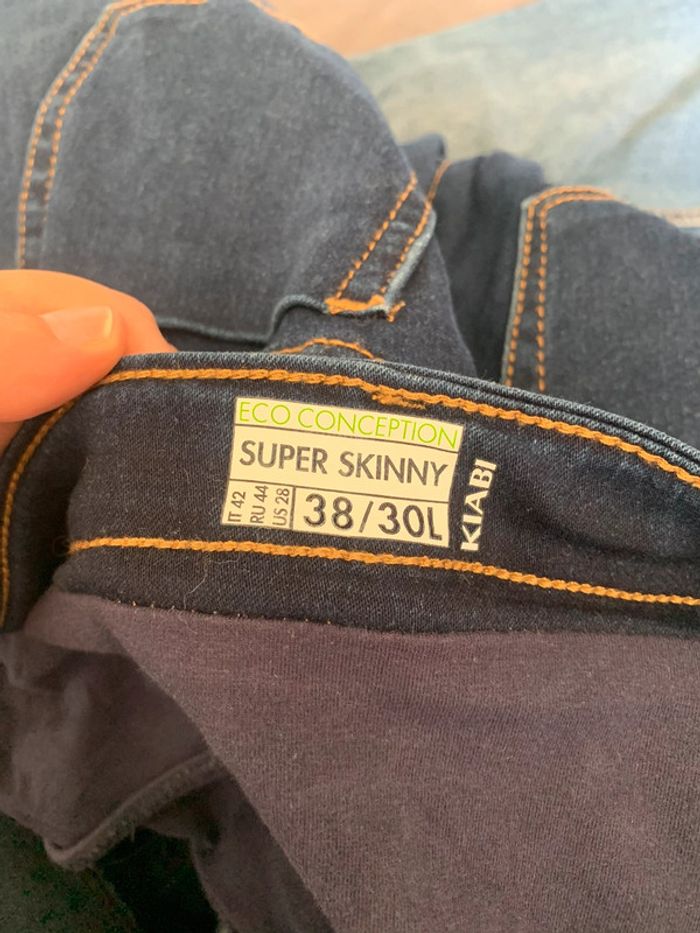 ECO CONCEPTION
SUPER SKINNY
IT 42
RU 44
US 28
38/30L
KIABI